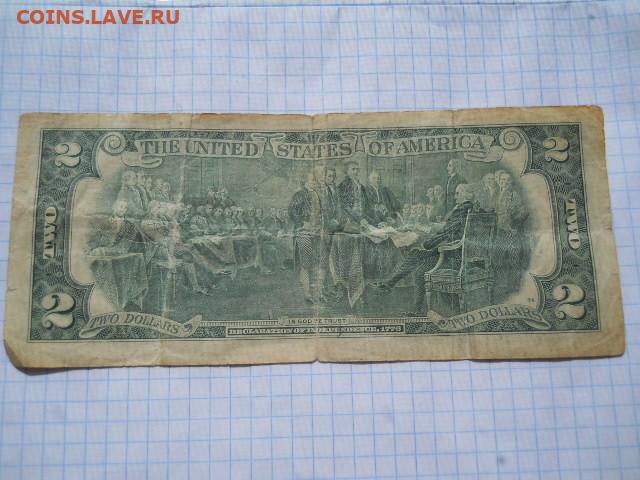 COINS.LAVE.RU
THE UNITED STATES OF AMERICA
2 2
TWO TWO
2 2
TWO DOLLARS TWO DOLLARS
IN GOD WE TRUST
DECLARATION OF INDEPENDENCE, 1776